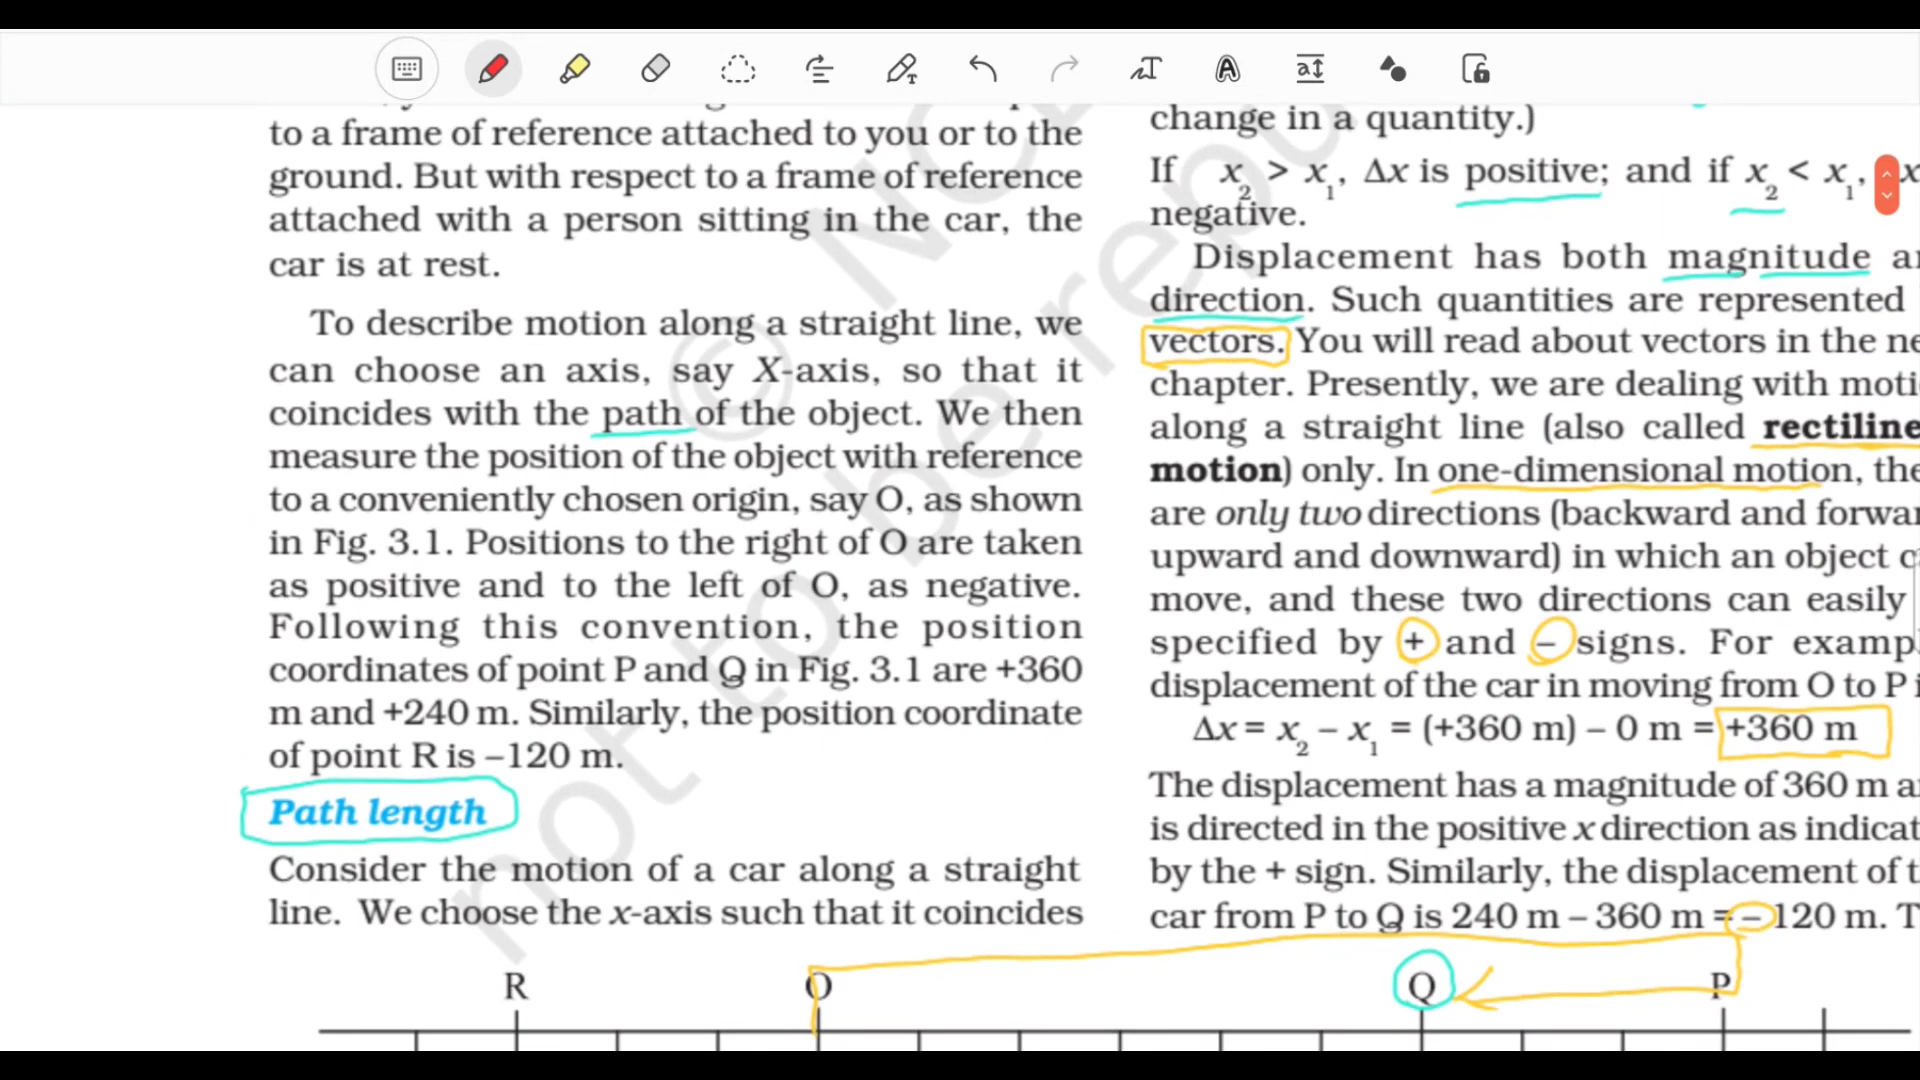 to a frame of reference attached to you or to the
ground. But with respect to a frame of reference
attached with a person sitting in the car, the
car is at rest.
To describe motion along a straight line, we
can choose an axis, say X-axis, so that it
coincides with the path of the object. We then
measure the position of the object with reference
to a conveniently chosen origin, say O, as shown
in Fig. 3.1. Positions to the right of O are taken
as positive and to the left of O, as negative.
Following this convention, the position
coordinates of point P and Q in Fig. 3.1 are +360
m and +240 m. Similarly, the position coordinate
of point R is –120 m.
Path length
Consider the motion of a car along a straight
line. We choose the x-axis such that it coincides
change in a quantity.)
If x₂ > x₁, Δx is positive; and if x₂ < x₁, x
negative.
Displacement has both magnitude
direction. Such quantities are represented
vectors. You will read about vectors in the
chapter. Presently, we are dealing with
along a straight line (also called rectiline
motion) only. In one-dimensional motion, the
are only two directions (backward and
upward and downward) in which an object
move, and these two directions can easily
specified by + and – signs. For
displacement of the car in moving from O to P
Δx = x₂ – x₁ = (+360 m) – 0 m = +360 m
The displacement has a magnitude of 360 m
is directed in the positive x direction as
by the + sign. Similarly, the displacement of
car from P to Q is 240 m – 360 m = – 120 m. T
R O Q P
© NCE
not to be repu